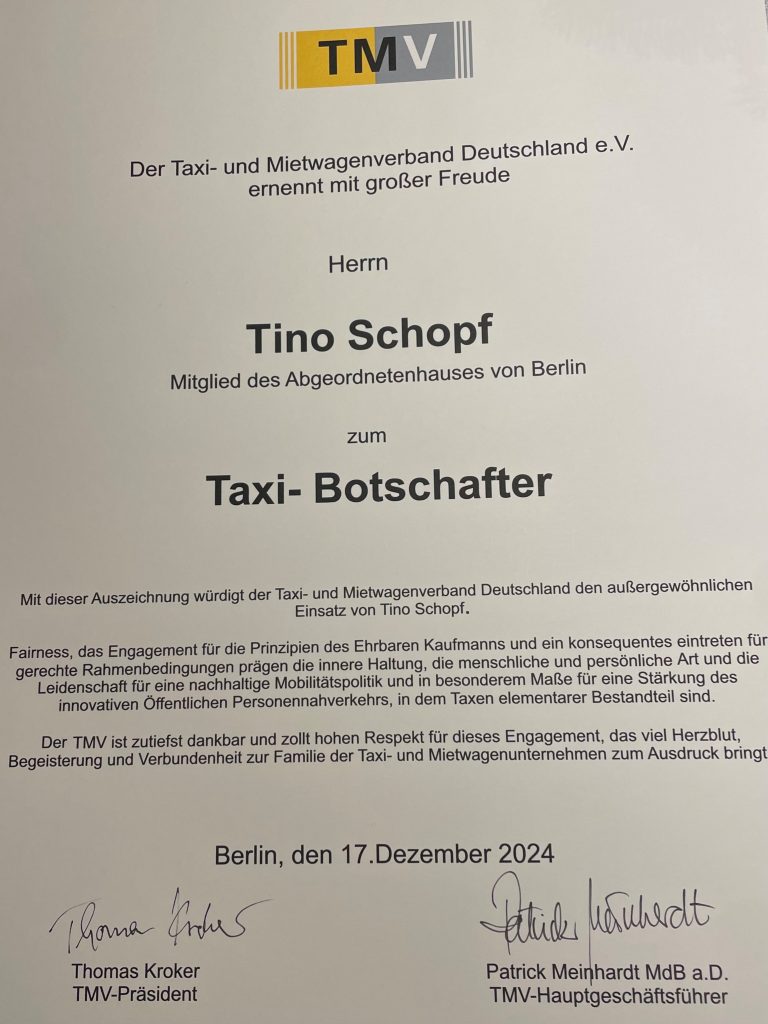 TMV
Der Taxi- und Mietwagenverband Deutschland e.V.
ernennt mit großer Freude
Herrn
Tino Schopf
Mitglied des Abgeordnetenhauses von Berlin
zum
Taxi- Botschafter
Mit dieser Auszeichnung würdigt der Taxi- und Mietwagenverband Deutschland den außergewöhnlichen
Einsatz von Tino Schopf.
Fairness, das Engagement für die Prinzipien des Ehrbaren Kaufmanns und ein konsequentes eintreten für
gerechte Rahmenbedingungen prägen die innere Haltung, die menschliche und persönliche Art und die
Leidenschaft für eine nachhaltige Mobilitätspolitik und in besonderem Maße für eine Stärkung des
innovativen Öffentlichen Personennahverkehrs, in dem Taxen elementarer Bestandteil sind.
Der TMV ist zutiefst dankbar und zollt hohen Respekt für dieses Engagement, das viel Herzblut,
Begeisterung und Verbundenheit zur Familie der Taxi- und Mietwagenunternehmen zum Ausdruck bringt
Berlin, den 17.Dezember 2024
Thomas Kroker Patrick Meinhardt
Thomas Kroker Patrick Meinhardt MdB a.D.
TMV-Präsident TMV-Hauptgeschäftsführer